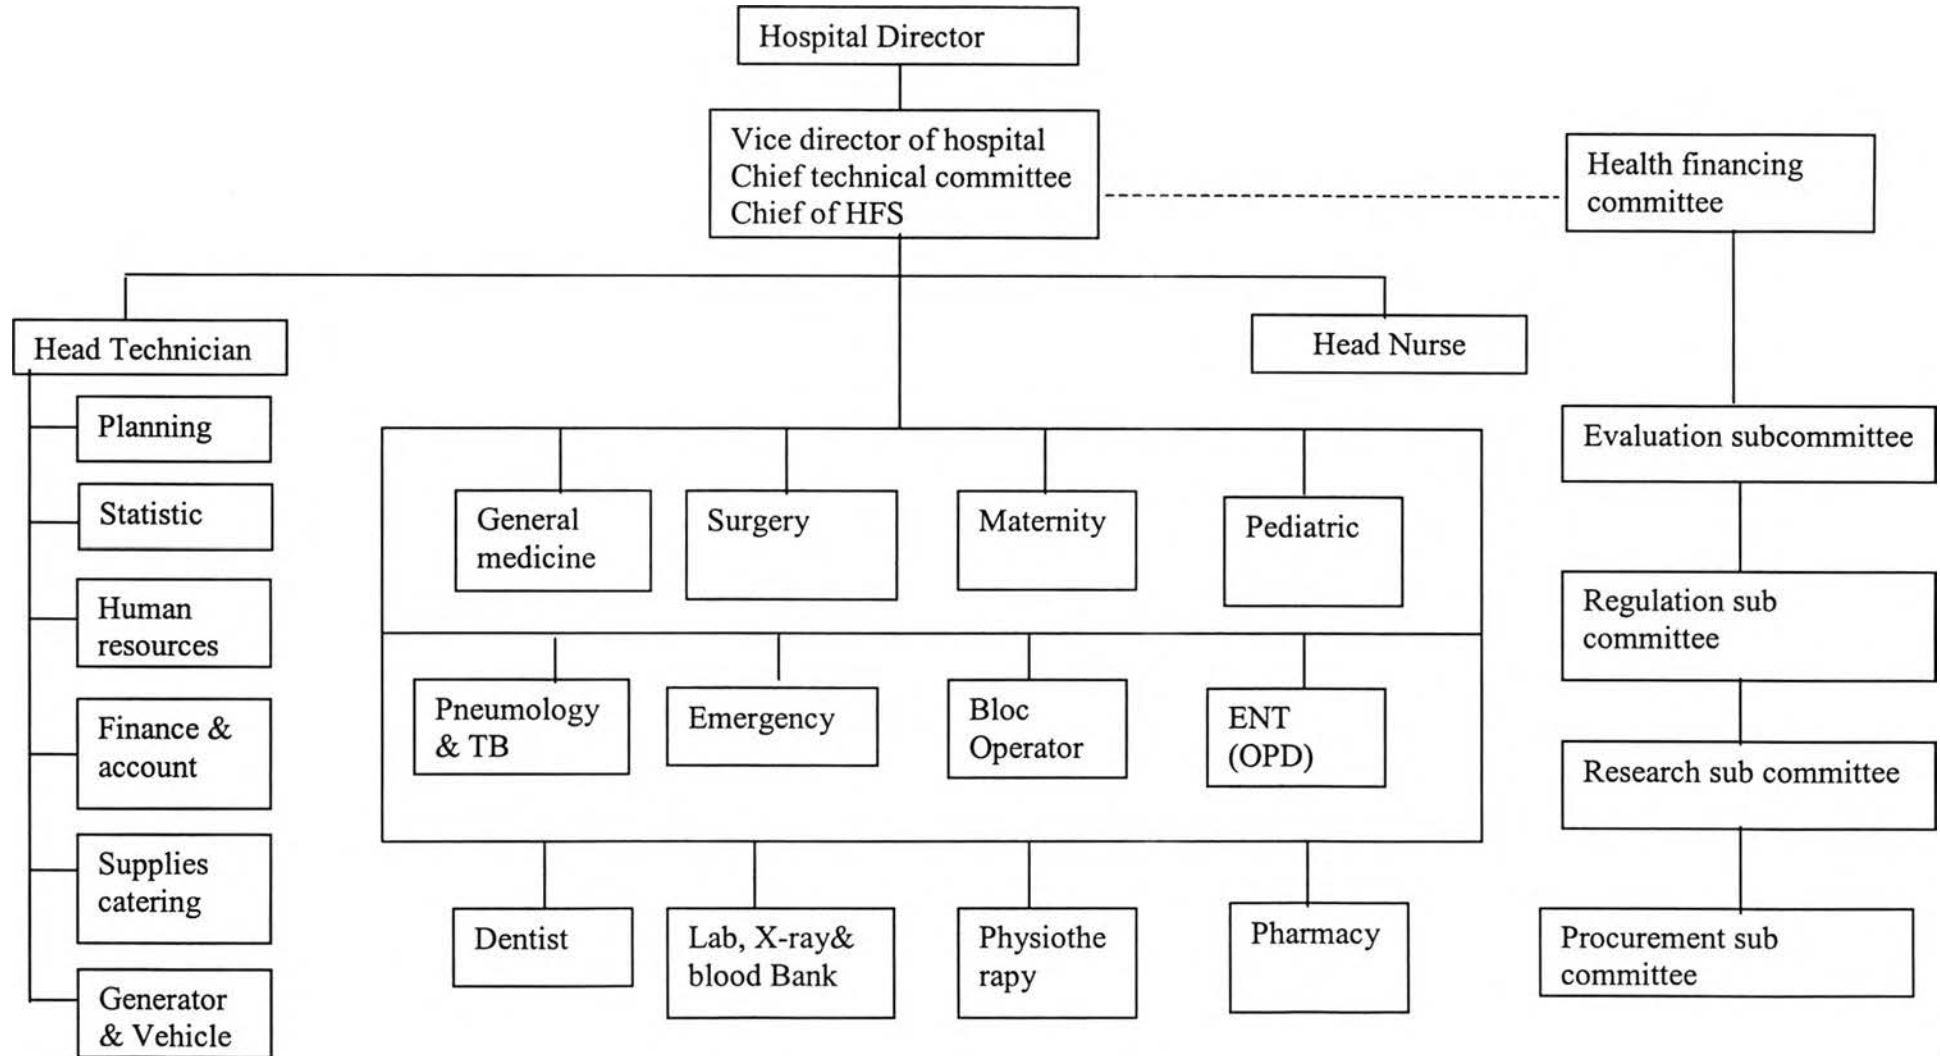 Hospital Director
Vice director of hospital
Chief technical committee
Chief of HFS
Health financing
committee
Head Technician
Head Nurse
Planning
Statistic
Human
resources
Finance &
account
Supplies
catering
Generator
& Vehicle
General
medicine
Surgery
Maternity
Pediatric
Pneumology
& TB
Emergency
Bloc
Operator
ENT
(OPD)
Dentist
Lab, X-ray&
blood Bank
Physiothe
rapy
Pharmacy
Evaluation subcommittee
Regulation sub
committee
Research sub committee
Procurement sub
committee